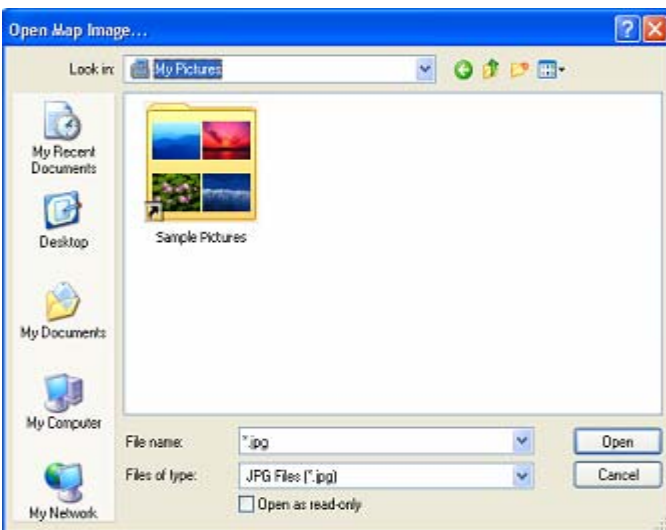 Open Map Image...
Look in: My Pictures
My Recent
Documents
Desktop
My Documents
My Computer
My Network
Sample Pictures
File name: *.jpg Open
Files of type: JPG Files (*.jpg) Cancel
Open as read-only